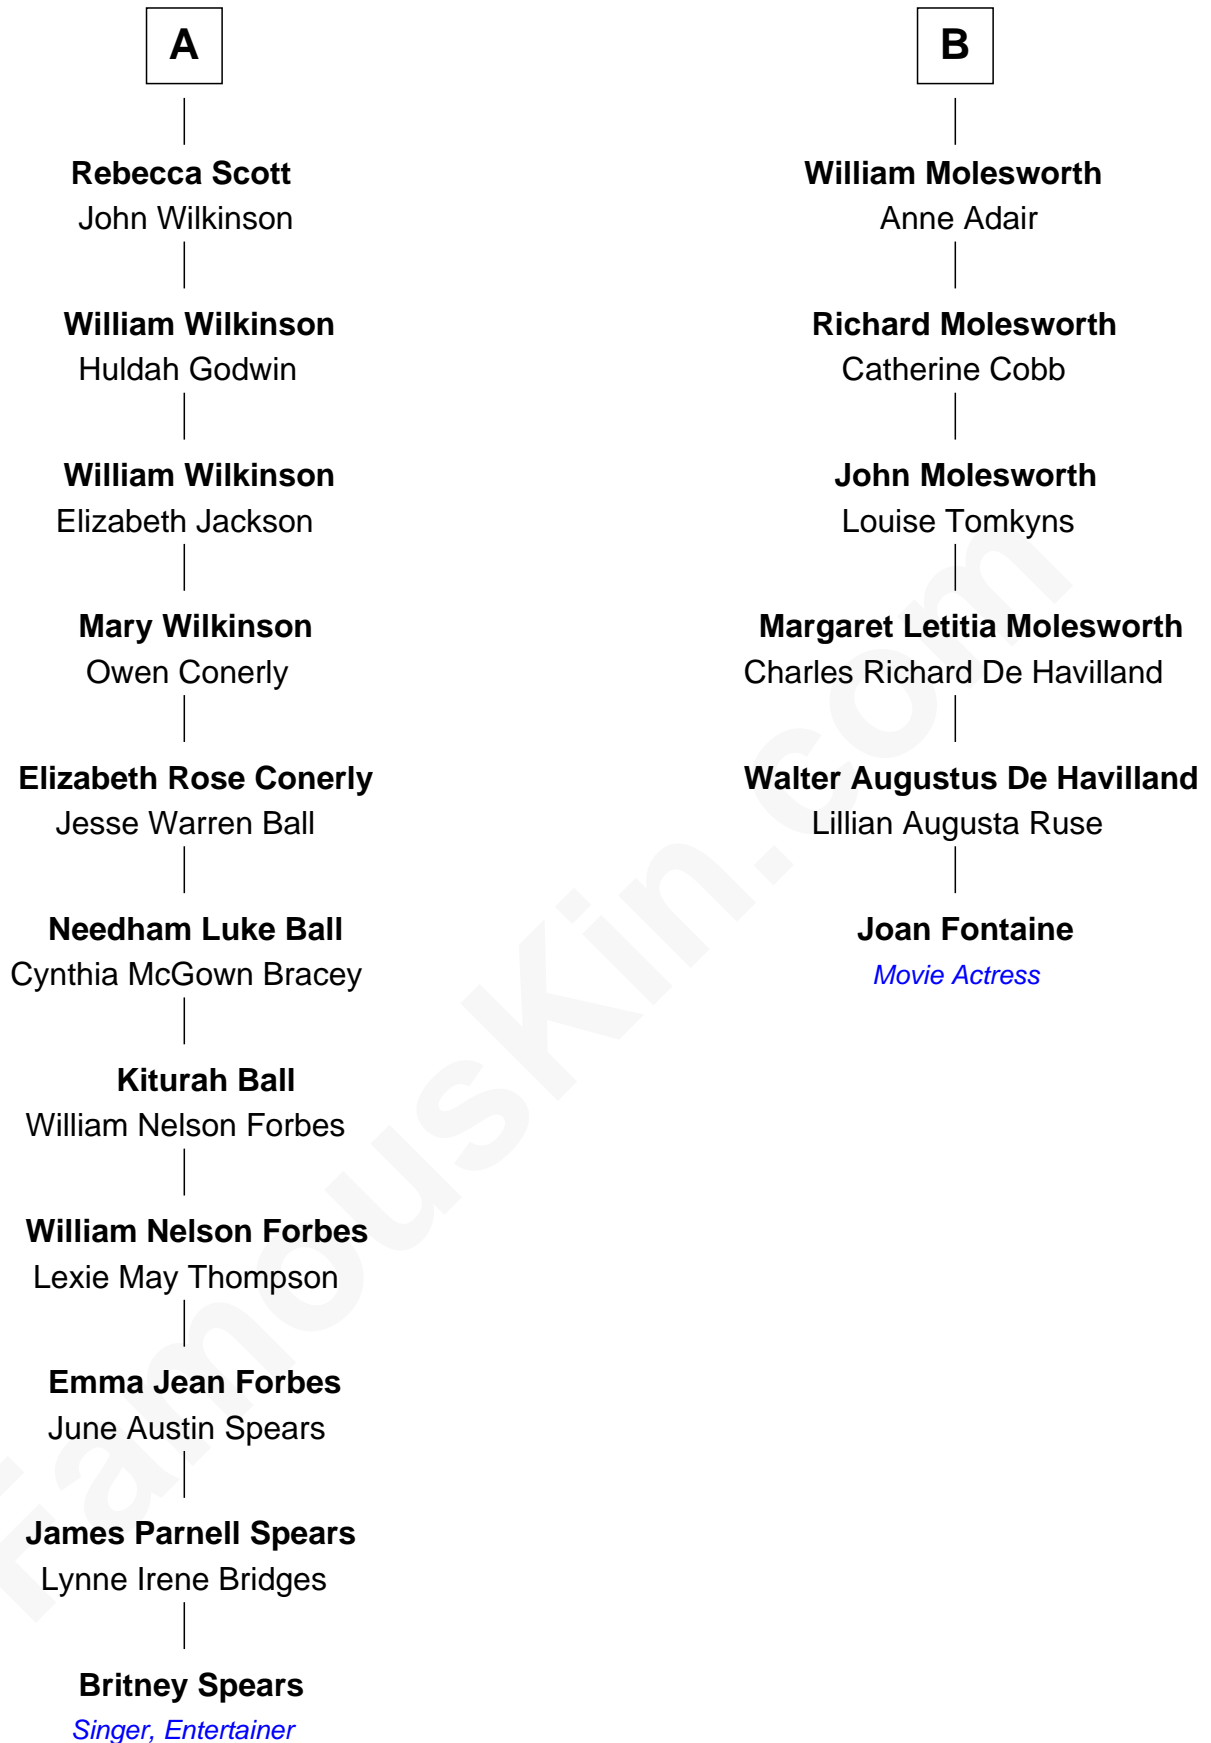 A
Rebecca Scott
John Wilkinson
William Wilkinson
Huldah Godwin
William Wilkinson
Elizabeth Jackson
Mary Wilkinson
Owen Conerly
Elizabeth Rose Conerly
Jesse Warren Ball
Needham Luke Ball
Cynthia McGown Bracey
Kiturah Ball
William Nelson Forbes
William Nelson Forbes
Lexie May Thompson
Emma Jean Forbes
June Austin Spears
James Parnell Spears
Lynne Irene Bridges
Britney Spears
Singer, Entertainer
B
William Molesworth
Anne Adair
Richard Molesworth
Catherine Cobb
John Molesworth
Louise Tomkyns
Margaret Letitia Molesworth
Charles Richard De Havilland
Walter Augustus De Havilland
Lillian Augusta Ruse
Joan Fontaine
Movie Actress
FamousKin.com